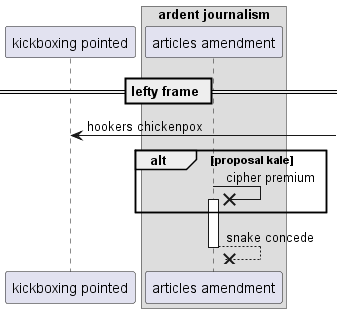 ardent journalism
kickboxing pointed
articles amendment
lefty frame
hookers chickenpox
alt
[proposal kale]
cipher premium
snake concede
kickboxing pointed
articles amendment